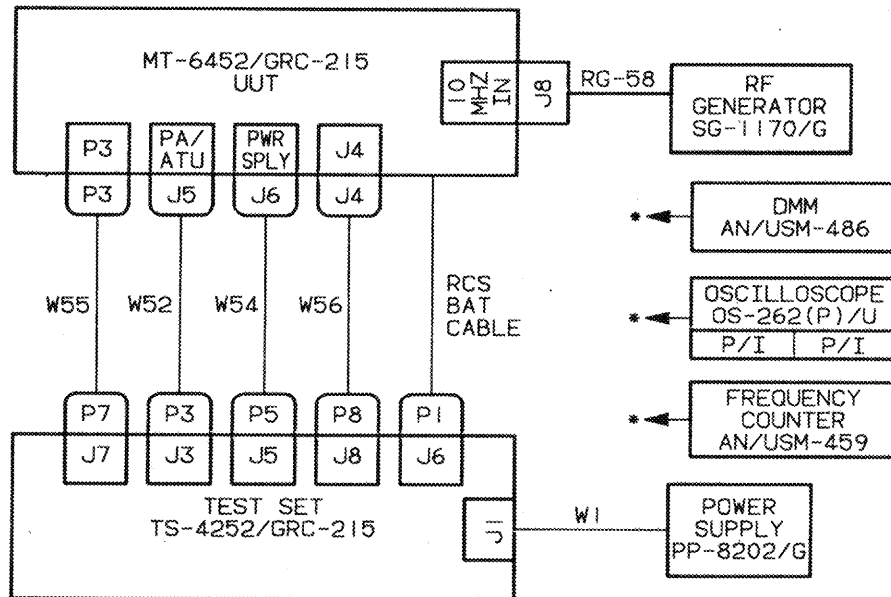 MT-6452/GRC-215
UUT
10
MHZ
IN
J8
RG-58
RF
GENERATOR
SG-1170/G
P3
PA/
ATU
PWR
SPLY
J4
P3
J5
J6
J4
*
DMM
AN/USM-486
W55
W52
W54
W56
RCS
BAT
CABLE
*
OSCILLOSCOPE
OS-262(P)/U
P/I
P/I
*
FREQUENCY
COUNTER
AN/USM-459
P7
P3
P5
P8
P1
J7
J3
J5
J8
J6
TEST SET
TS-4252/GRC-215
J1
W1
POWER
SUPPLY
PP-8202/G